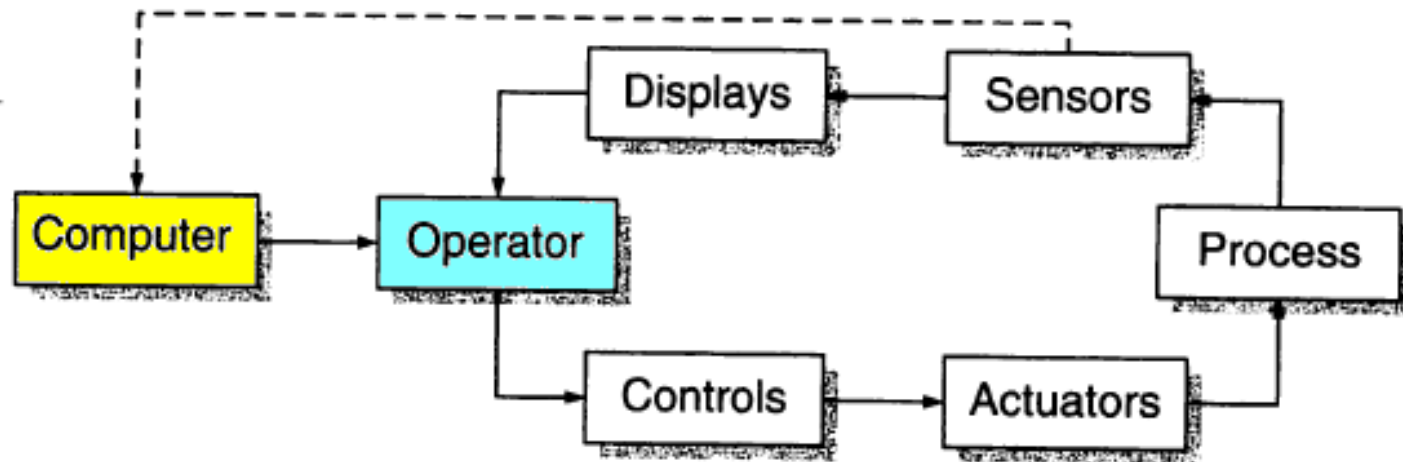 Displays
Sensors
Computer
Operator
Process
Controls
Actuators